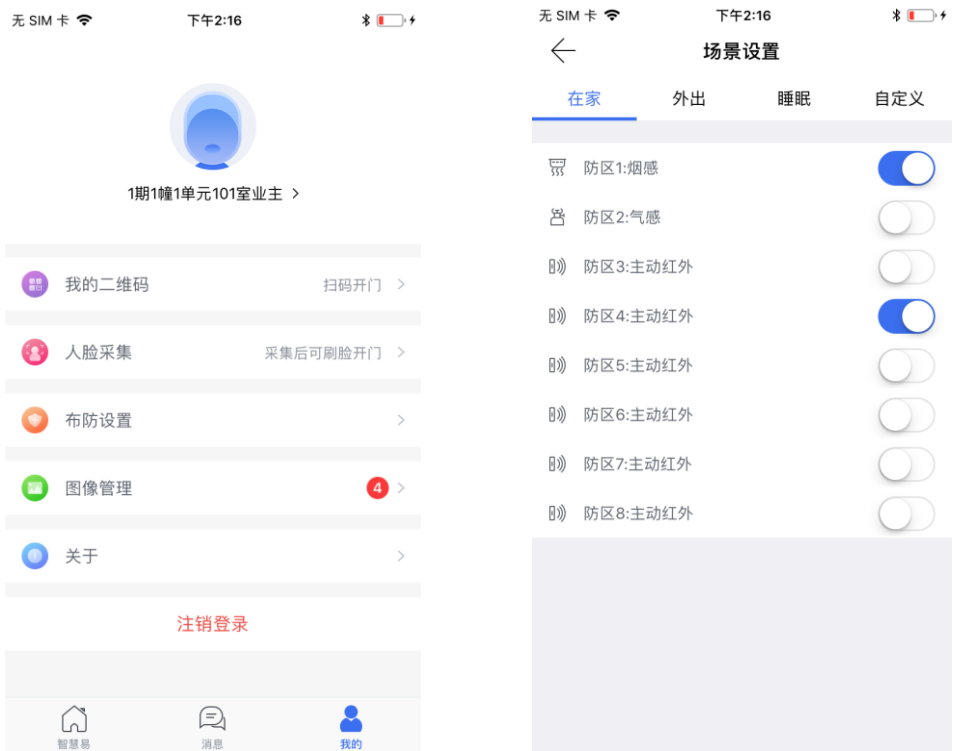 无 SIM 卡 下午2:16
1期1幢1单元101室业主
我的二维码 扫码开门
人脸采集 采集后可刷脸开门
布防设置
图像管理 4
关于
注销登录
智慧易 消息 我的
无 SIM 卡 下午2:16
场景设置
在家 外出 睡眠 自定义
防区1:烟感
防区2:气感
防区3:主动红外
防区4:主动红外
防区5:主动红外
防区6:主动红外
防区7:主动红外
防区8:主动红外